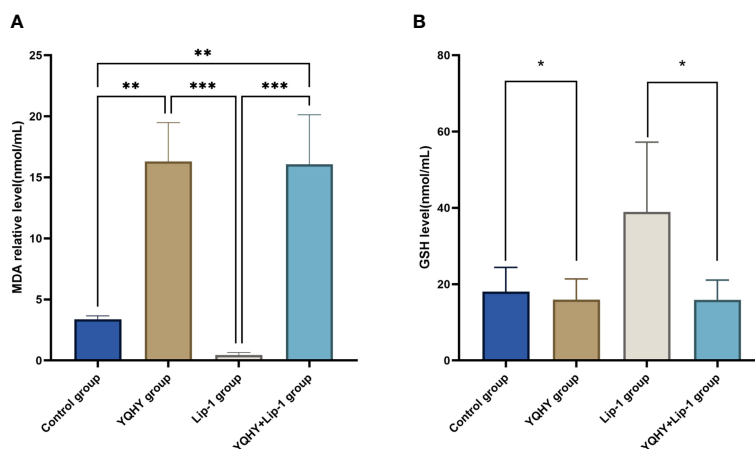 A
MDA relative level(nmol/mL)
25
20
15
10
5
0
**
** *** ***
Control group
YQHY group
Lip-1 group
YQHY+Lip-1 group
B
GSH level(nmol/mL)
80
60
40
20
0
* *
Control group
YQHY group
Lip-1 group
YQHY+Lip-1 group